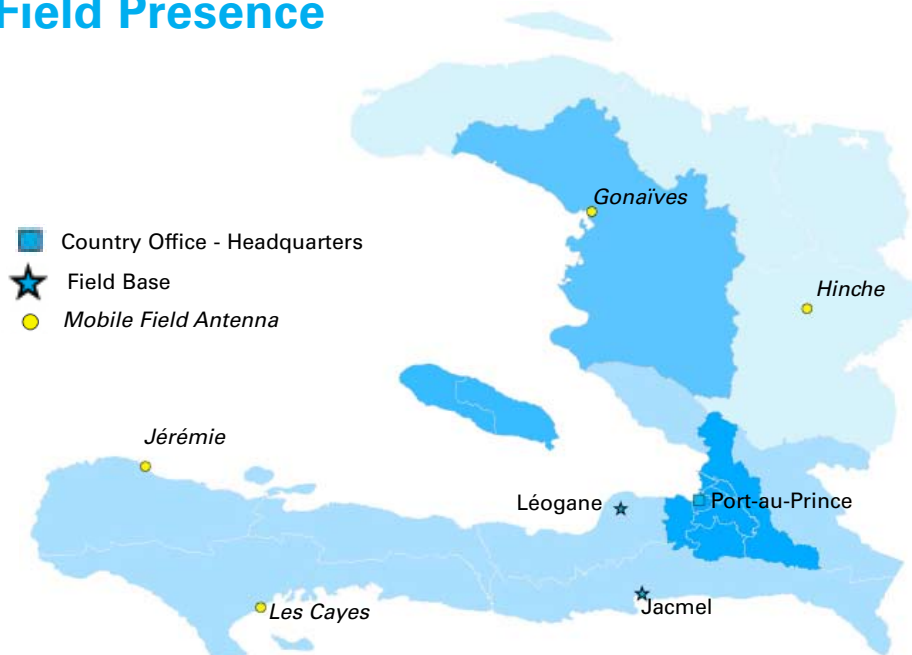 Field Presence
Gonaïves
Country Office - Headquarters
Field Base
Hinche
Mobile Field Antenna
Jérémie
Léogane
Port-au-Prince
Les Cayes
Jacmel